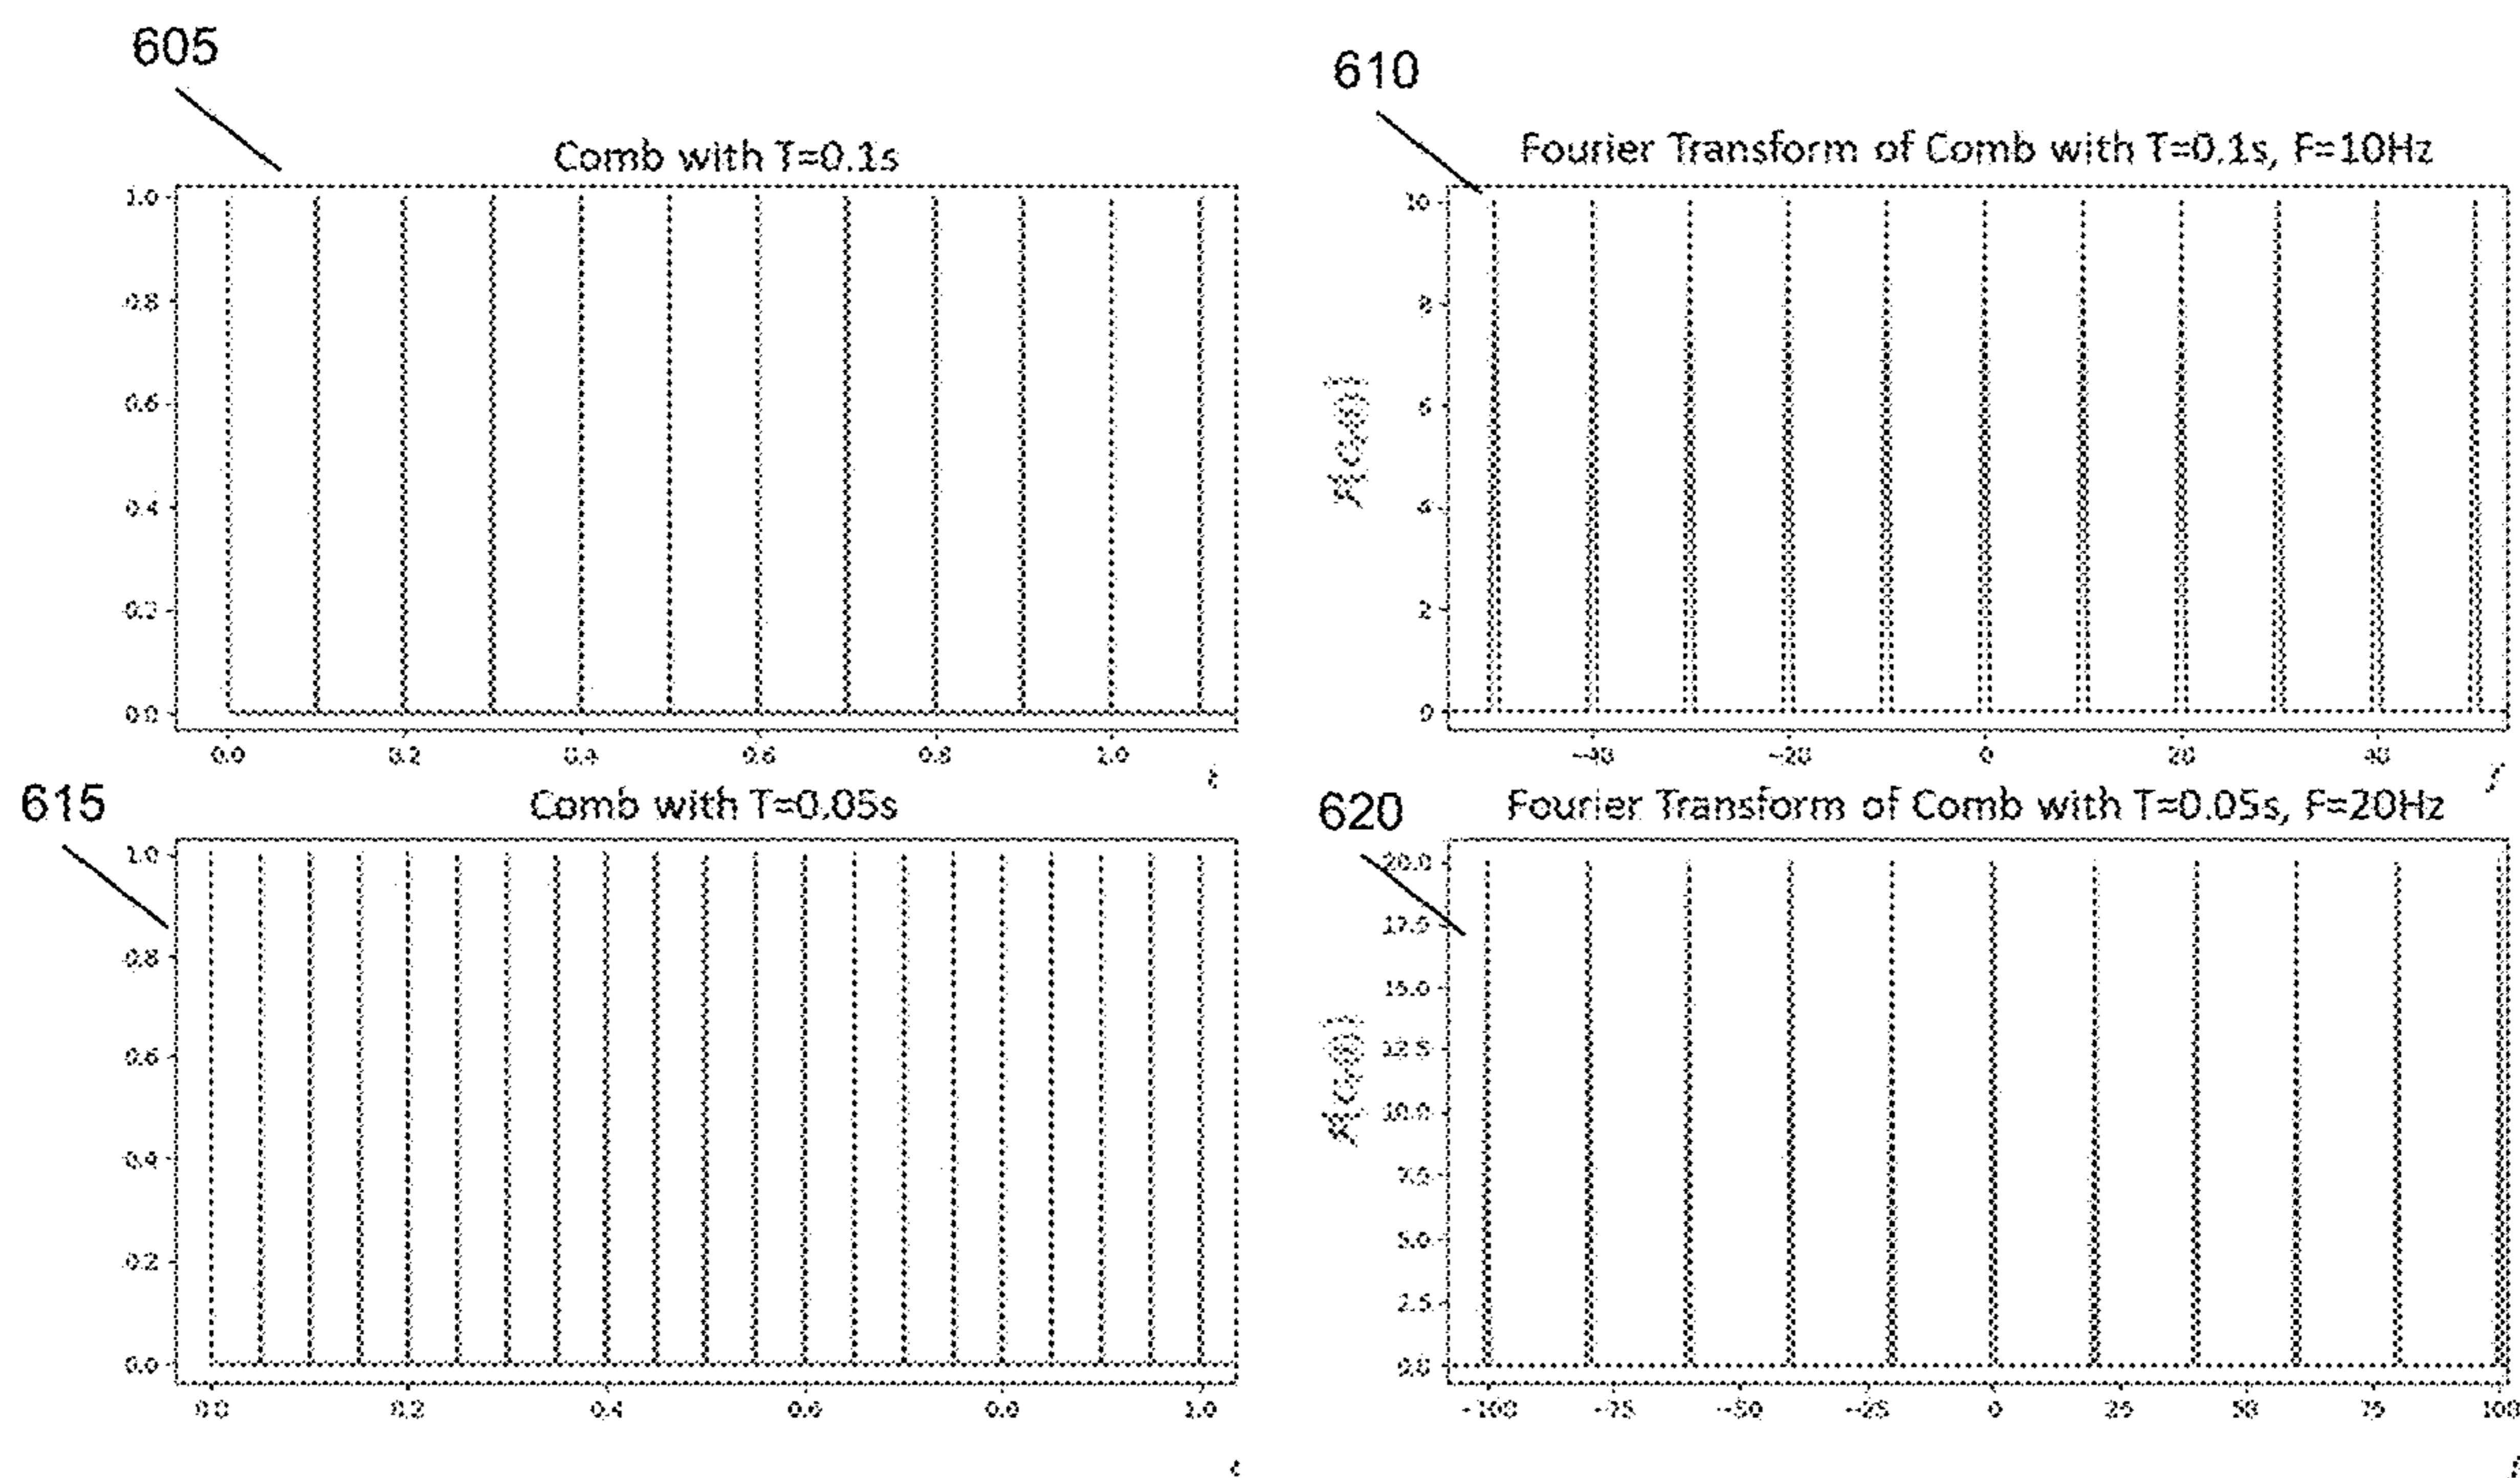 605
Comb with T=0.1s
1.0
0.8
0.6
0.4
0.2
0.0
0.0 0.2 0.4 0.6 0.8 1.0
t
610
Fourier Transform of Comb with T=0.1s, F=10Hz
10
8
6
4
2
0
-40 -20 0 20 40
f
615
Comb with T=0.05s
1.0
0.8
0.6
0.4
0.2
0.0
0.0 0.2 0.4 0.6 1.0
t
620
Fourier Transform of Comb with T=0.05s, F=20Hz
20.0
17.5
15.0
12.5
10.0
7.5
5.0
2.5
0.0
-100 -75 -50 -25 0 25 50 75 100